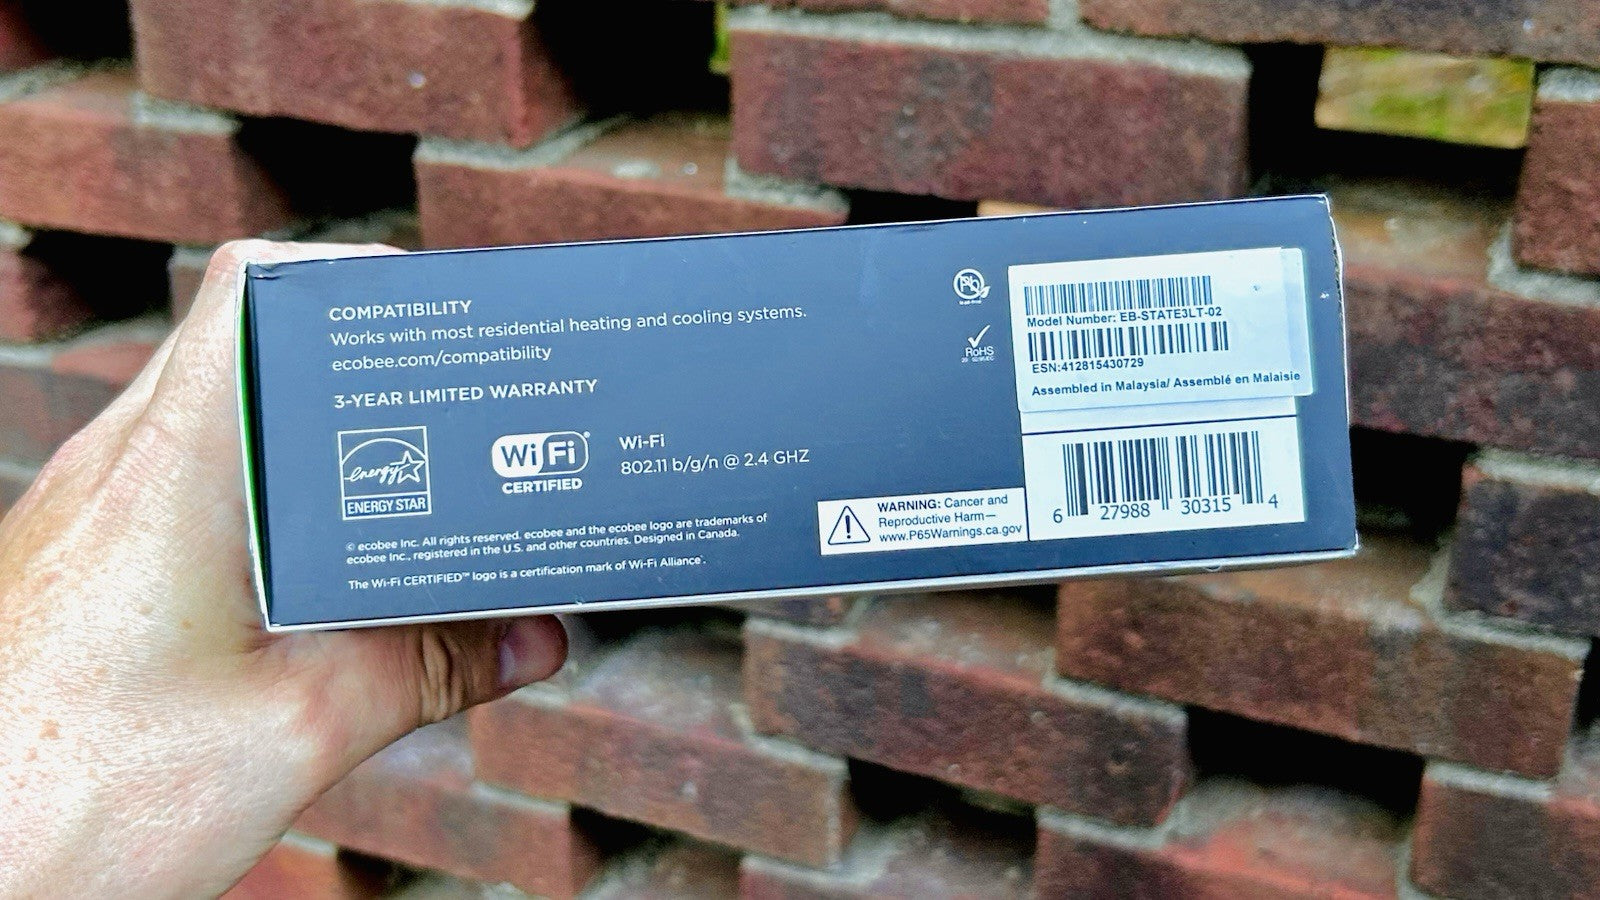 COMPATIBILITY
Works with most residential heating and cooling systems.
ecobee.com/compatibility
3-YEAR LIMITED WARRANTY
energy
ENERGY STAR
Wi Fi®
CERTIFIED
Wi-Fi
802.11 b/g/n @ 2.4 GHZ
© ecobee Inc. All rights reserved. ecobee and the ecobee logo are trademarks of
ecobee Inc., registered in the U.S. and other countries. Designed in Canada.
The Wi-Fi CERTIFIED™ logo is a certification mark of Wi-Fi Alliance®.
Pb
RoHS
Model Number: EB-STATE3LT-02
ESN:412815430729
Assembled in Malaysia/ Assemblé en Malaisie
WARNING: Cancer and
Reproductive Harm—
www.P65Warnings.ca.gov
6 27988 30315 4